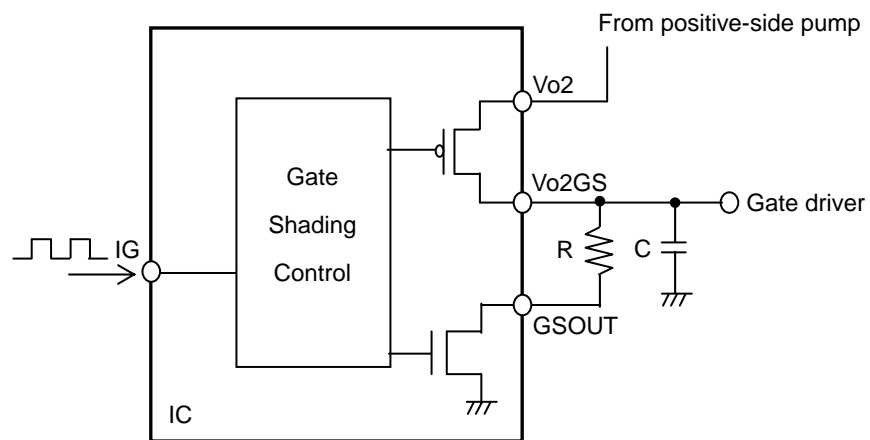 From positive-side pump
Vo2
Gate
Shading
Control
Vo2GS
Gate driver
IG
R
C
GSOUT
IC